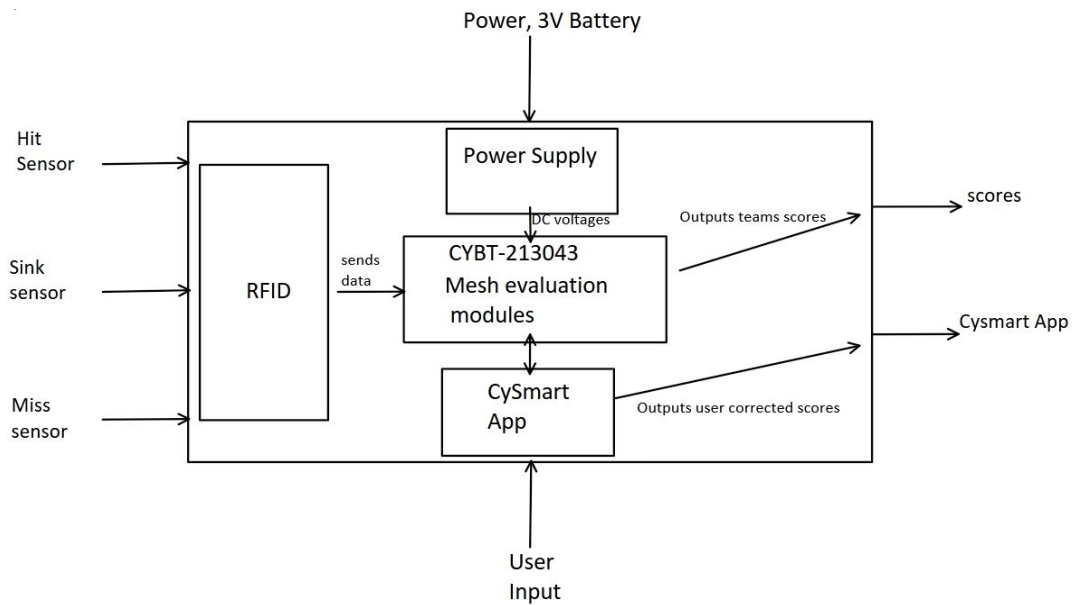 Power, 3V Battery
Hit
Sensor
Power Supply
scores
DC voltages
Outputs teams scores
Sink
sensor
RFID
sends
data
CYBT-213043
Mesh evaluation
modules
Cysmart App
CySmart
App
Outputs user corrected scores
Miss
sensor
User
Input